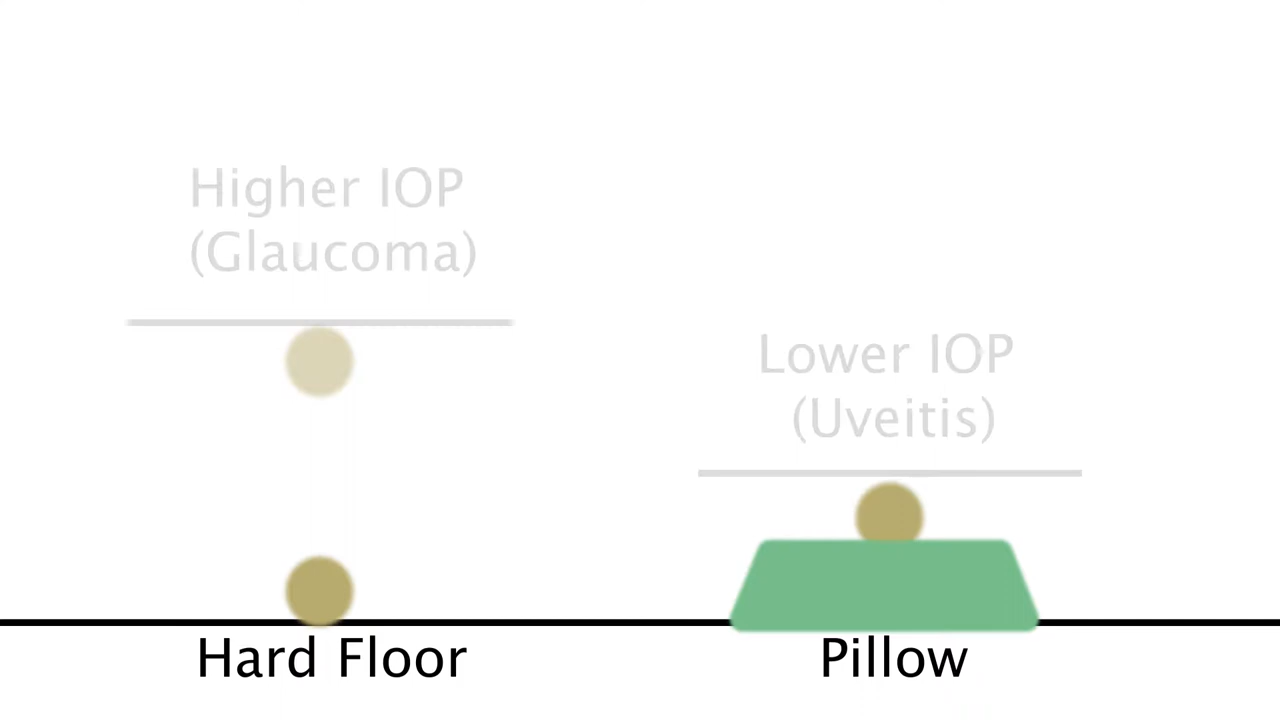 Higher IOP
(Glaucoma)
Lower IOP
(Uveitis)
Hard Floor
Pillow